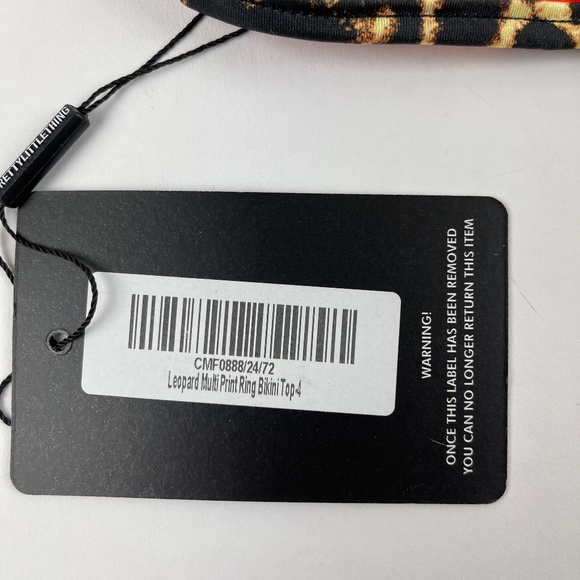 PRETTYLITTLETHING
CMF0888/24/72
Leopard Multi Print Ring Bikini Top-4
WARNING!
ONCE THIS LABEL HAS BEEN REMOVED
YOU CAN NO LONGER RETURN THIS ITEM